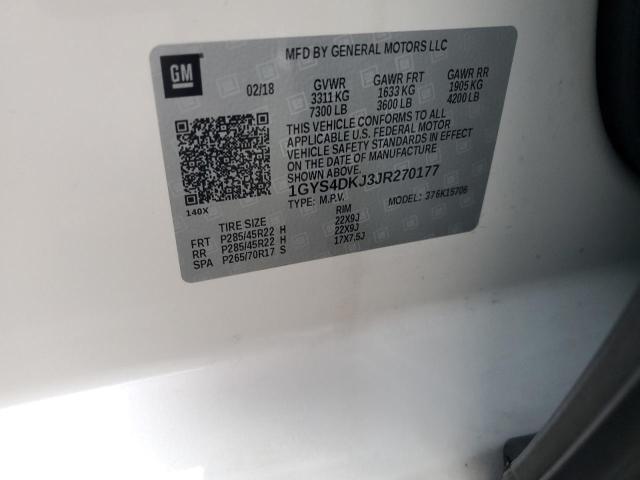 MFD BY GENERAL MOTORS LLC
GM
02/18 GVWR GAWR FRT GAWR RR
3311 KG 1633 KG 1905 KG
7300 LB 3600 LB 4200 LB
THIS VEHICLE CONFORMS TO ALL
APPLICABLE U.S. FEDERAL MOTOR
VEHICLE SAFETY STANDARDS IN EFFECT
ON THE DATE OF MANUFACTURE
SHOWN ABOVE.
1GYS4DKJ3JR270177
140X TYPE: M.P.V. MODEL: 376K15706
TIRE SIZE RIM
FRT P285/45R22 H 22X9J
RR P285/45R22 H 22X9J
SPA P265/70R17 S 17X7.5J